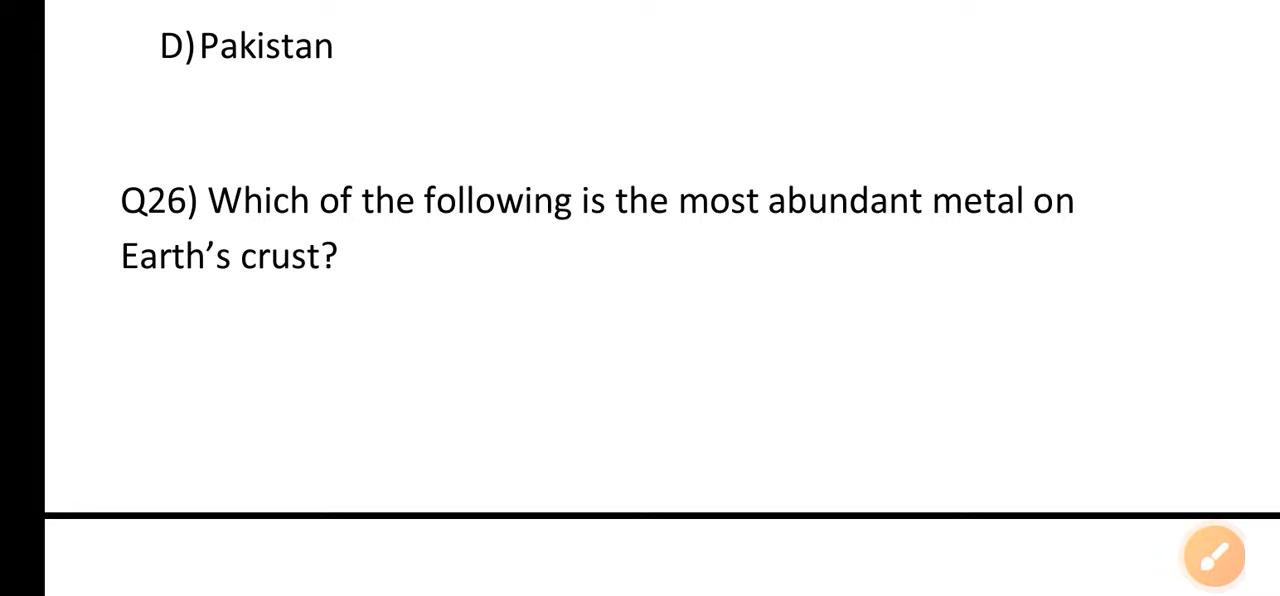 D)Pakistan
Q26) Which of the following is the most abundant metal on
Earth’s crust?